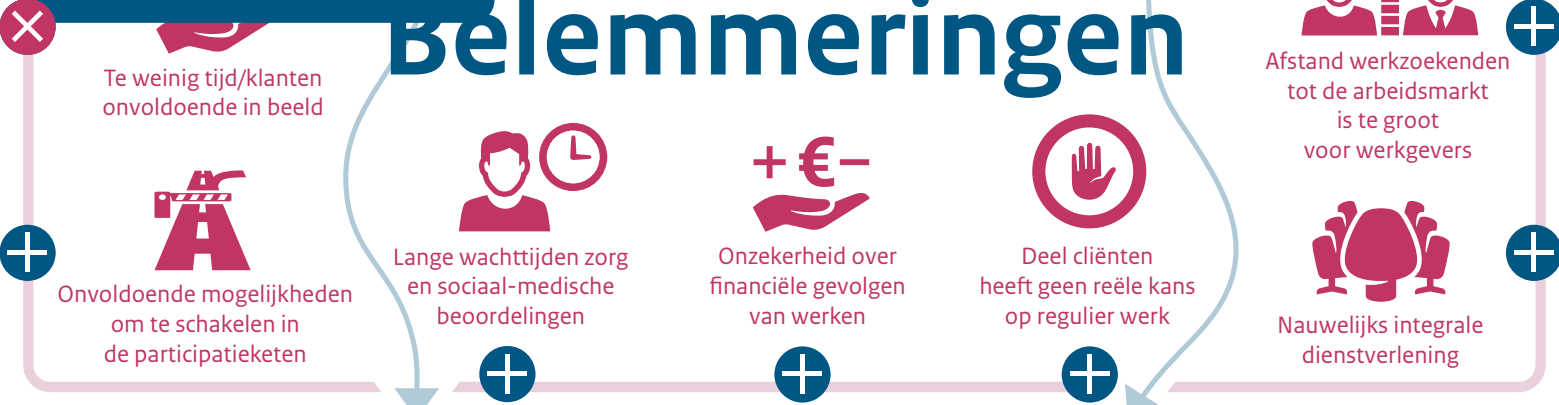 Belemmeringen
Te weinig tijd/klanten
onvoldoende in beeld
Onvoldoende mogelijkheden
om te schakelen in
de participatieketen
Lange wachttijden zorg
en sociaal-medische
beoordelingen
+ € –
Onzekerheid over
financiële gevolgen
van werken
Deel cliënten
heeft geen reële kans
op regulier werk
Afstand werkzoekenden
tot de arbeidsmarkt
is te groot
voor werkgevers
Nauwelijks integrale
dienstverlening